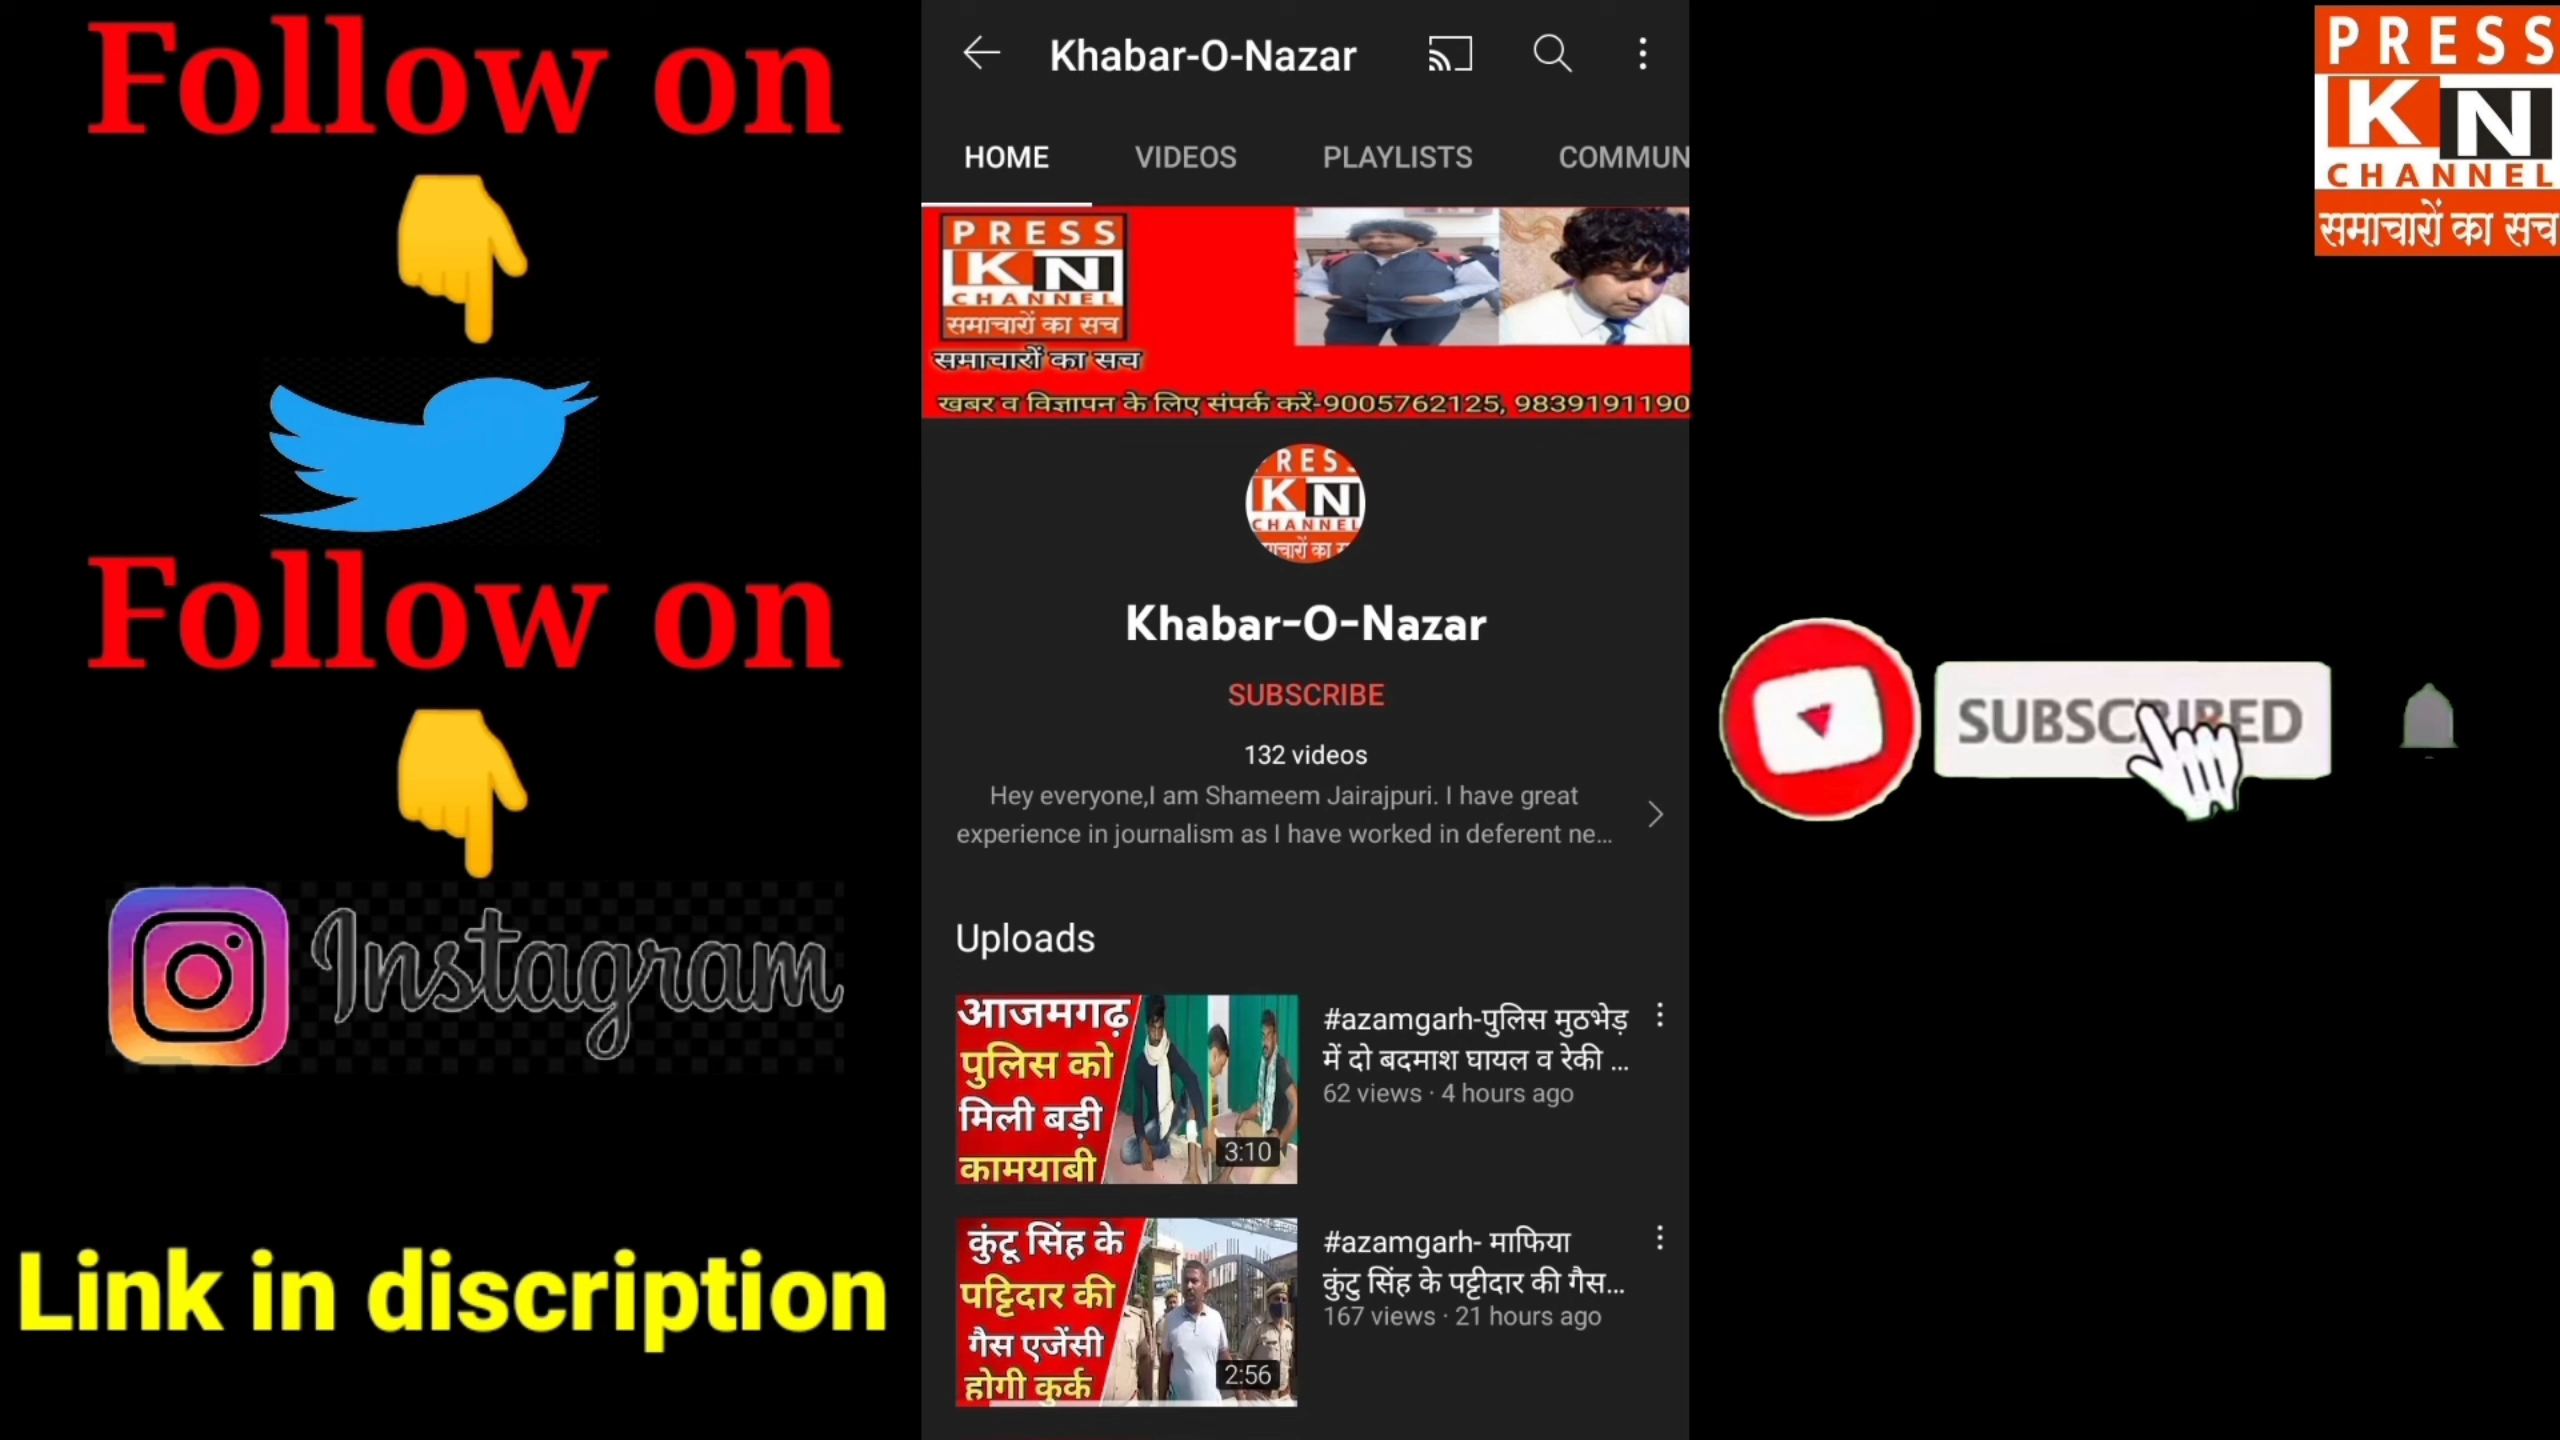 Follow on
Follow on
Instagram
Link in discription
Khabar-O-Nazar
HOME VIDEOS PLAYLISTS COMMUN
PRESS
KN
CHANNEL
समाचारों का सच
समाचारों का सच
खबर व विज्ञापन के लिए संपर्क करें-9005762125, 9839191190
PRESS
KN
CHANNEL
Khabar-O-Nazar
SUBSCRIBE
132 videos
Hey everyone,I am Shameem Jairajpuri. I have great
experience in journalism as I have worked in deferent ne...
Uploads
आजमगढ़
पुलिस को
मिली बड़ी
कामयाबी
3:10
#azamgarh-पुलिस मुठभेड़
में दो बदमाश घायल व रेकी ...
62 views · 4 hours ago
कुंटू सिंह के
पट्टिदार की
गैस एजेंसी
होगी कुर्क
2:56
#azamgarh- माफिया
कुंटु सिंह के पट्टीदार की गैस...
167 views · 21 hours ago
PRESS
KN
CHANNEL
समाचारों का सच
SUBSCRIBED